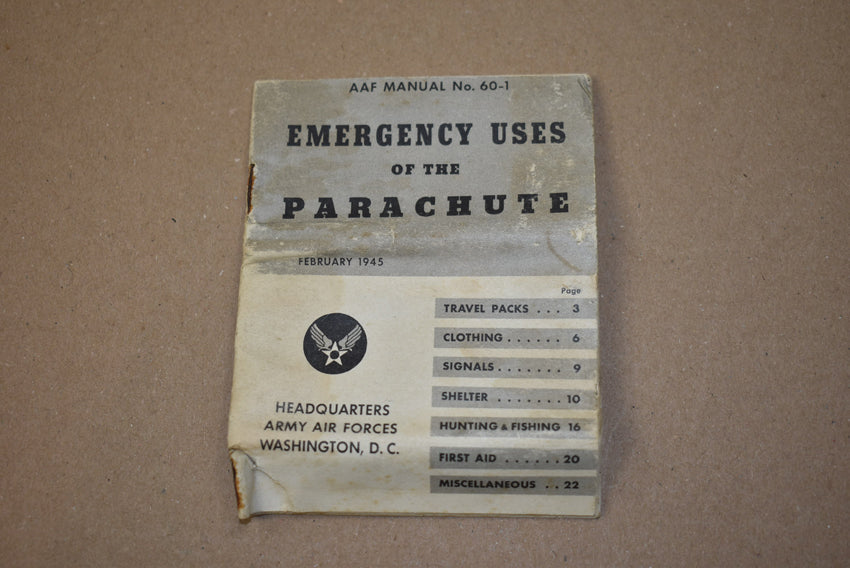 AAF MANUAL No. 60-1
EMERGENCY USES
OF THE
PARACHUTE
FEBRUARY 1945
Page
TRAVEL PACKS . . . 3
CLOTHING . . . . . . 6
SIGNALS . . . . . . . 9
SHELTER . . . . . . . 10
HUNTING & FISHING 16
FIRST AID . . . . . . 20
MISCELLANEOUS . . 22
HEADQUARTERS
ARMY AIR FORCES
WASHINGTON, D. C.